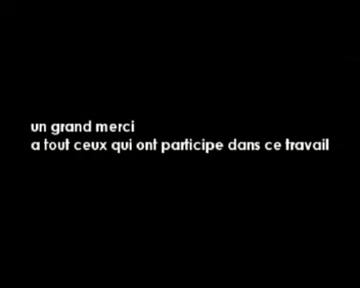 un grand merci
a tout ceux qui ont participe dans ce travail